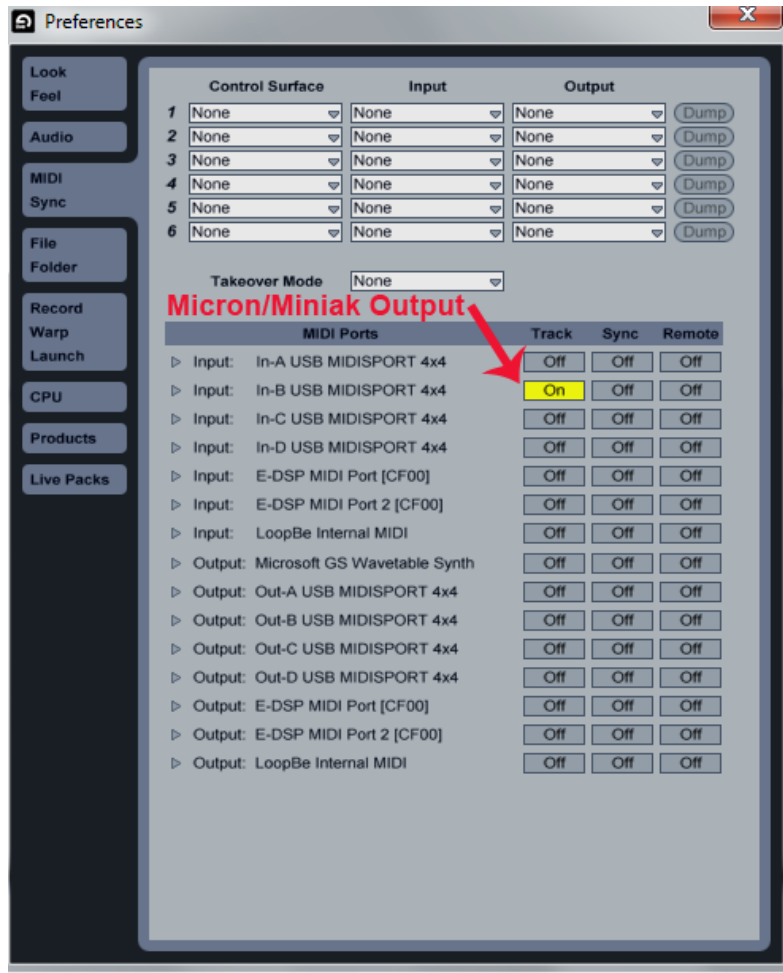 Preferences
x
Look
Feel
Audio
MIDI
Sync
File
Folder
Record
Warp
Launch
CPU
Products
Live Packs
Control Surface Input Output
1 None None None Dump
2 None None None Dump
3 None None None Dump
4 None None None Dump
5 None None None Dump
6 None None None Dump
Takeover Mode None
Micron/Miniak Output
MIDI Ports Track Sync Remote
Input: In-A USB MIDISPORT 4x4 Off Off Off
Input: In-B USB MIDISPORT 4x4 On Off Off
Input: In-C USB MIDISPORT 4x4 Off Off Off
Input: In-D USB MIDISPORT 4x4 Off Off Off
Input: E-DSP MIDI Port [CF00] Off Off Off
Input: E-DSP MIDI Port 2 [CF00] Off Off Off
Input: LoopBe Internal MIDI Off Off Off
Output: Microsoft GS Wavetable Synth Off Off Off
Output: Out-A USB MIDISPORT 4x4 Off Off Off
Output: Out-B USB MIDISPORT 4x4 Off Off Off
Output: Out-C USB MIDISPORT 4x4 Off Off Off
Output: Out-D USB MIDISPORT 4x4 Off Off Off
Output: E-DSP MIDI Port [CF00] Off Off Off
Output: E-DSP MIDI Port 2 [CF00] Off Off Off
Output: LoopBe Internal MIDI Off Off Off